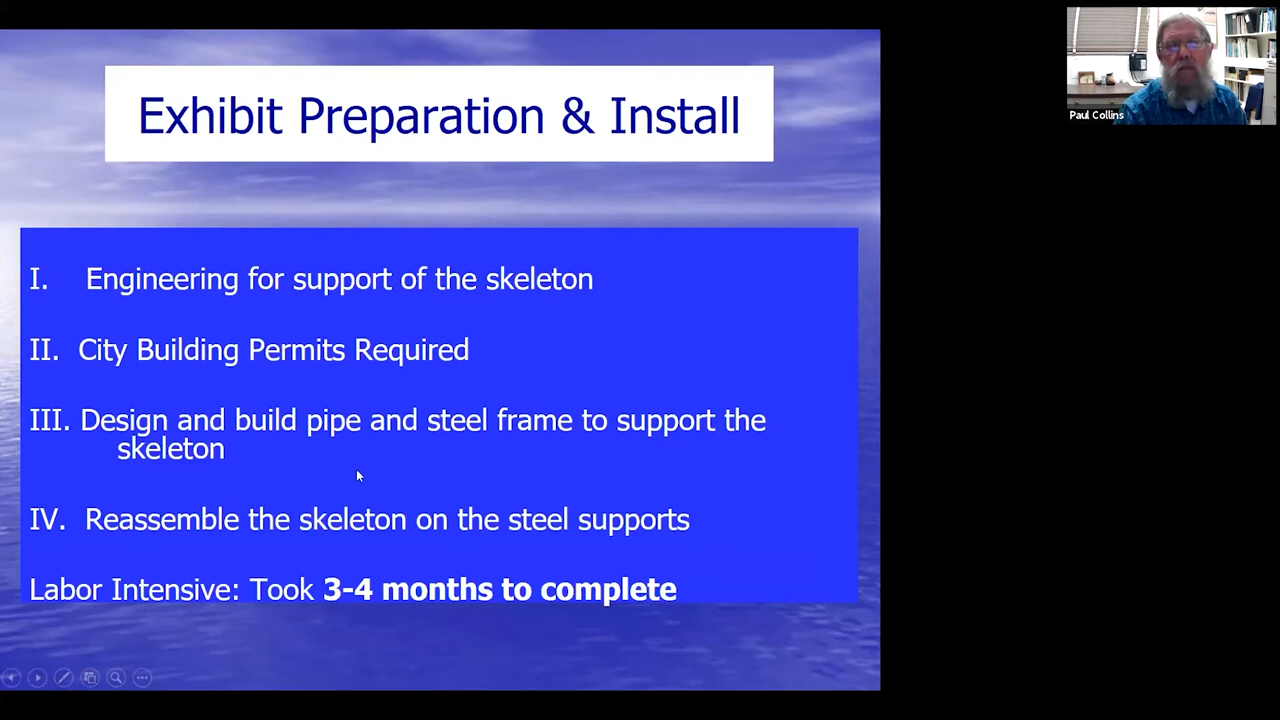 Exhibit Preparation & Install
I. Engineering for support of the skeleton
II. City Building Permits Required
III. Design and build pipe and steel frame to support the
skeleton
IV. Reassemble the skeleton on the steel supports
Labor Intensive: Took 3-4 months to complete
Paul Collins